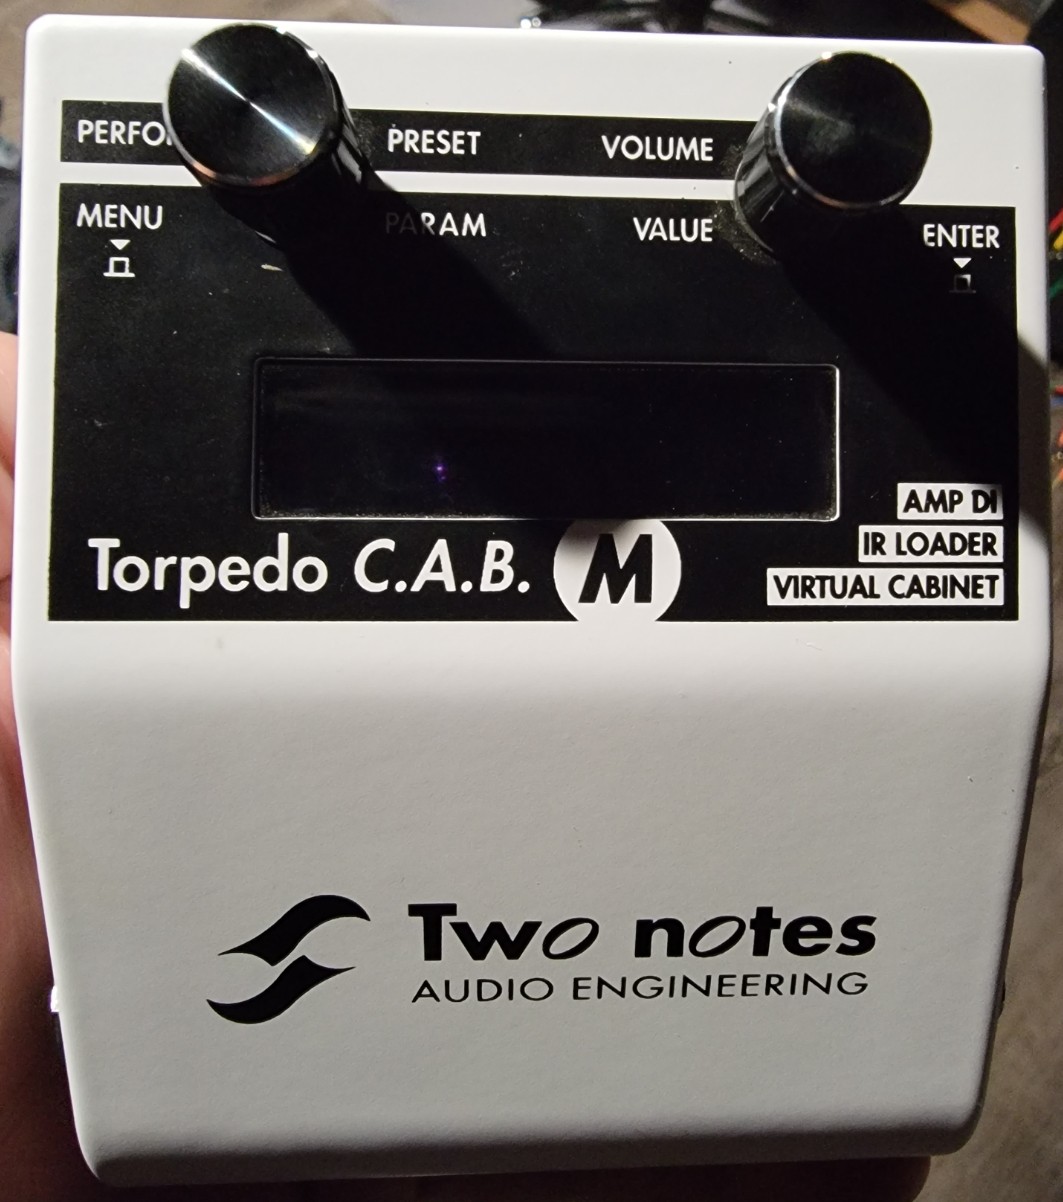 PRESET VOLUME
MENU PARAM VALUE ENTER
AMP DI
IR LOADER
VIRTUAL CABINET
Torpedo C.A.B. M
Two notes
AUDIO ENGINEERING